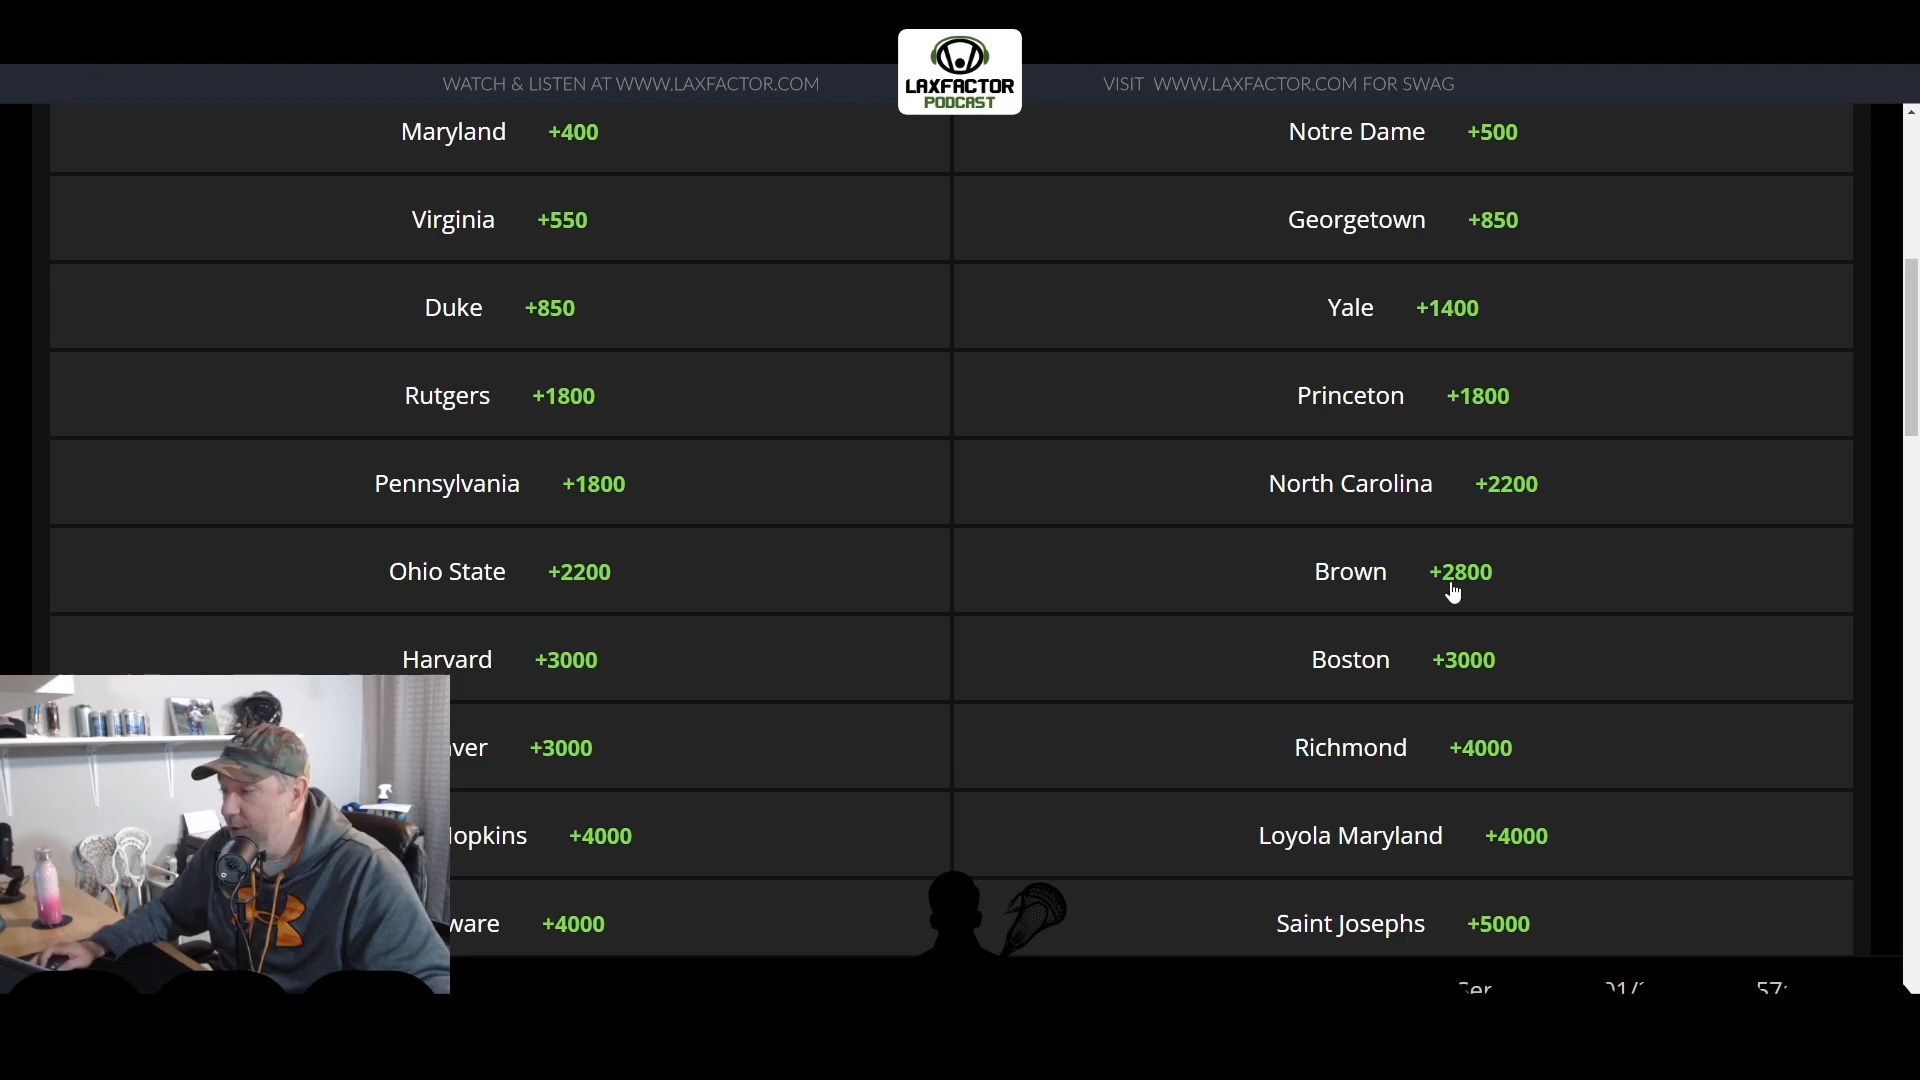 WATCH & LISTEN AT WWW.LAXFACTOR.COM
LAXFACTOR
PODCAST
VISIT WWW.LAXFACTOR.COM FOR SWAG
Maryland +400
Notre Dame +500
Virginia +550
Georgetown +850
Duke +850
Yale +1400
Rutgers +1800
Princeton +1800
Pennsylvania +1800
North Carolina +2200
Ohio State +2200
Brown +2800
Harvard +3000
Boston +3000
+3000
Richmond +4000
+4000
Loyola Maryland +4000
+4000
Saint Josephs +5000